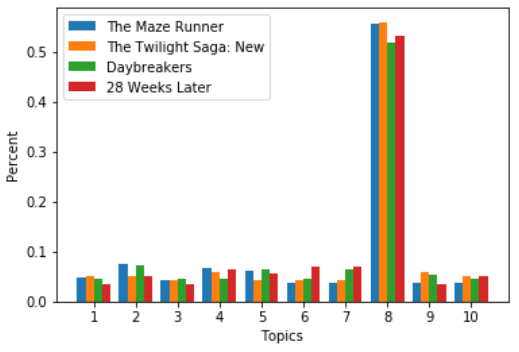 The Maze Runner
The Twilight Saga: New
Daybreakers
28 Weeks Later
Percent
0.5
0.4
0.3
0.2
0.1
0.0
1 2 3 4 5 6 7 8 9 10
Topics